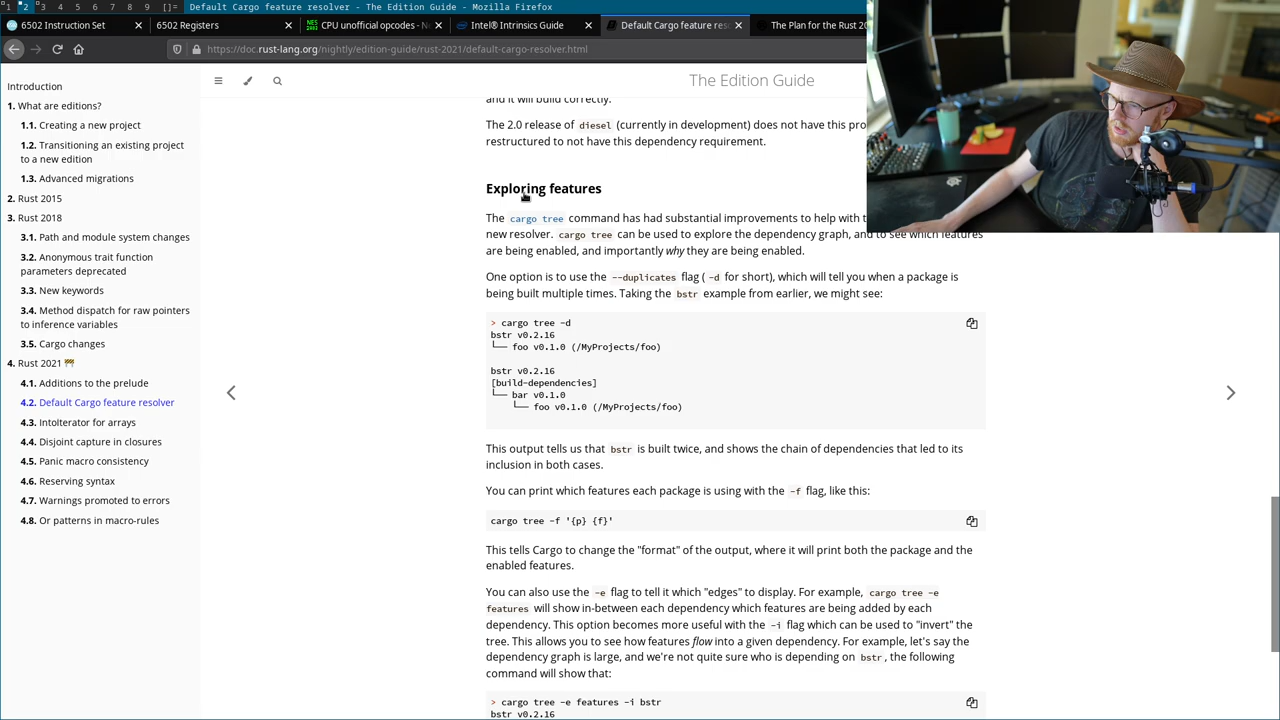 1 2 3 4 5 6 7 8 9 []= Default Cargo feature resolver - The Edition Guide - Mozilla Firefox
6502 Instruction Set
6502 Registers
CPU unofficial opcodes - N
Intel® Intrinsics Guide
Default Cargo feature res
The Plan for the Rust 20
https://doc.rust-lang.org/nightly/edition-guide/rust-2021/default-cargo-resolver.html
Introduction
1. What are editions?
1.1. Creating a new project
1.2. Transitioning an existing project
to a new edition
1.3. Advanced migrations
2. Rust 2015
3. Rust 2018
3.1. Path and module system changes
3.2. Anonymous trait function
parameters deprecated
3.3. New keywords
3.4. Method dispatch for raw pointers
to inference variables
3.5. Cargo changes
4. Rust 2021 🚧
4.1. Additions to the prelude
4.2. Default Cargo feature resolver
4.3. IntoIterator for arrays
4.4. Disjoint capture in closures
4.5. Panic macro consistency
4.6. Reserving syntax
4.7. Warnings promoted to errors
4.8. Or patterns in macro-rules
The Edition Guide
and it will build correctly.
The 2.0 release of diesel (currently in development) does not have this pro
restructured to not have this dependency requirement.
Exploring features
The cargo tree command has had substantial improvements to help with t
new resolver. cargo tree can be used to explore the dependency graph, and to see which features
are being enabled, and importantly why they are being enabled.
One option is to use the --duplicates flag ( -d for short), which will tell you when a package is
being built multiple times. Taking the bstr example from earlier, we might see:
> cargo tree -d
bstr v0.2.16
└── foo v0.1.0 (/MyProjects/foo)
bstr v0.2.16
[build-dependencies]
└── bar v0.1.0
└── foo v0.1.0 (/MyProjects/foo)
This output tells us that bstr is built twice, and shows the chain of dependencies that led to its
inclusion in both cases.
You can print which features each package is using with the -f flag, like this:
cargo tree -f '{p} {f}'
This tells Cargo to change the "format" of the output, where it will print both the package and the
enabled features.
You can also use the -e flag to tell it which "edges" to display. For example, cargo tree -e
features will show in-between each dependency which features are being added by each
dependency. This option becomes more useful with the -i flag which can be used to "invert" the
tree. This allows you to see how features flow into a given dependency. For example, let's say the
dependency graph is large, and we're not quite sure who is depending on bstr, the following
command will show that:
> cargo tree -e features -i bstr
bstr v0.2.16